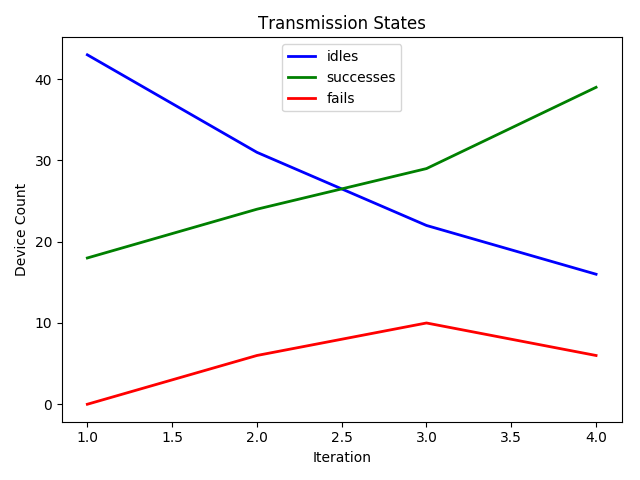 Transmission States
idles
successes
fails
Device Count
40
30
20
10
0
1.0 1.5 2.0 2.5 3.0 3.5 4.0
Iteration